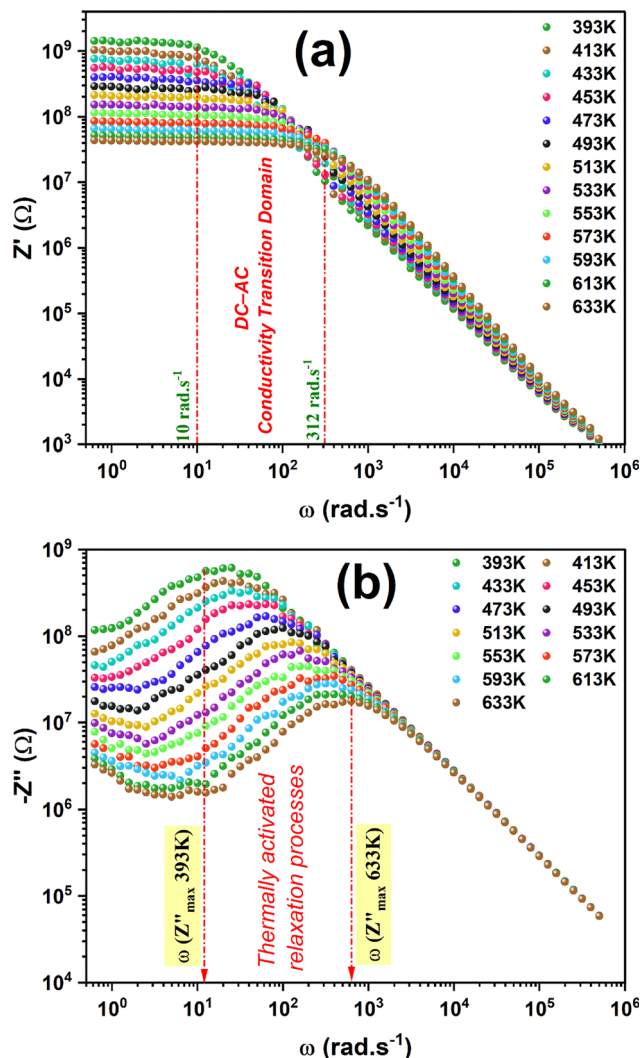 (a)
10⁹
10⁸
10⁷
10⁶
10⁵
10⁴
10³
Z' (Ω)
393K
413K
433K
453K
473K
493K
513K
533K
553K
573K
593K
613K
633K
DC–AC
Conductivity Transition Domain
10 rad.s⁻¹
312 rad.s⁻¹
10⁰ 10¹ 10² 10³ 10⁴ 10⁵ 10⁶
ω (rad.s⁻¹)
(b)
10⁹
10⁸
10⁷
10⁶
10⁵
10⁴
-Z'' (Ω)
393K 413K
433K 453K
473K 493K
513K 533K
553K 573K
593K 613K
633K
ω (Z''max 393K)
Thermally activated
relaxation processes
ω (Z''max 633K)
10⁰ 10¹ 10² 10³ 10⁴ 10⁵ 10⁶
ω (rad.s⁻¹)